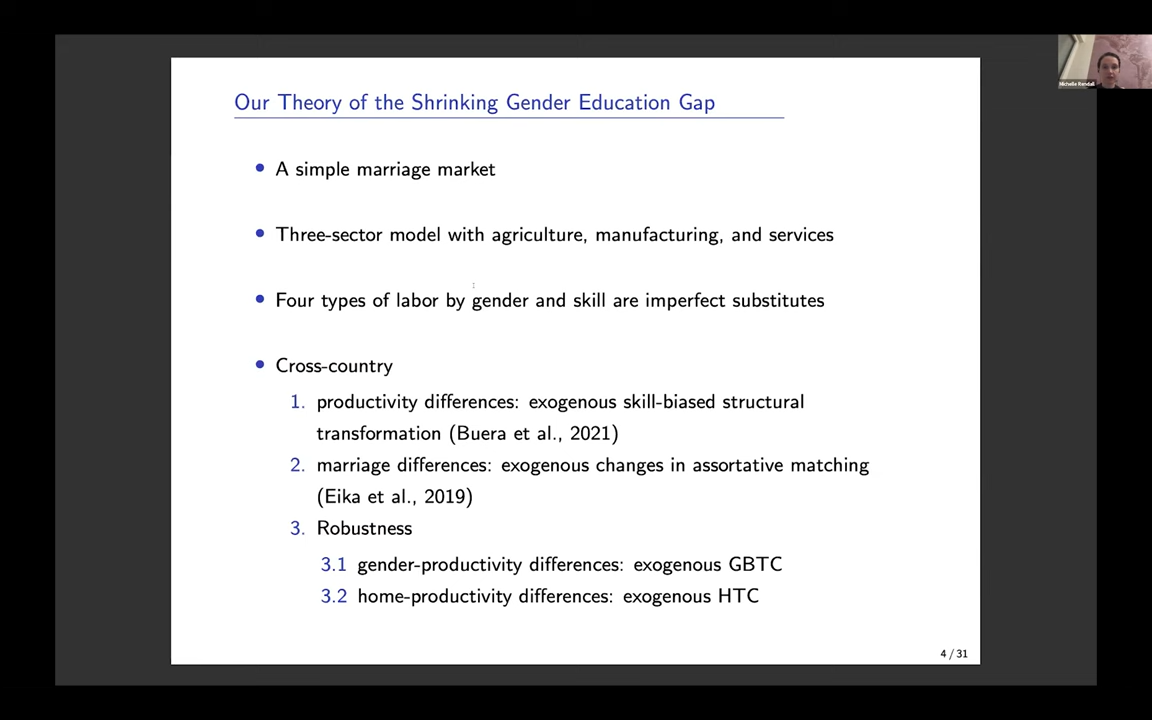 Our Theory of the Shrinking Gender Education Gap
• A simple marriage market
• Three-sector model with agriculture, manufacturing, and services
• Four types of labor by gender and skill are imperfect substitutes
• Cross-country
1. productivity differences: exogenous skill-biased structural
transformation (Buera et al., 2021)
2. marriage differences: exogenous changes in assortative matching
(Eika et al., 2019)
3. Robustness
3.1 gender-productivity differences: exogenous GBTC
3.2 home-productivity differences: exogenous HTC
4 / 31
Michelle Rendall